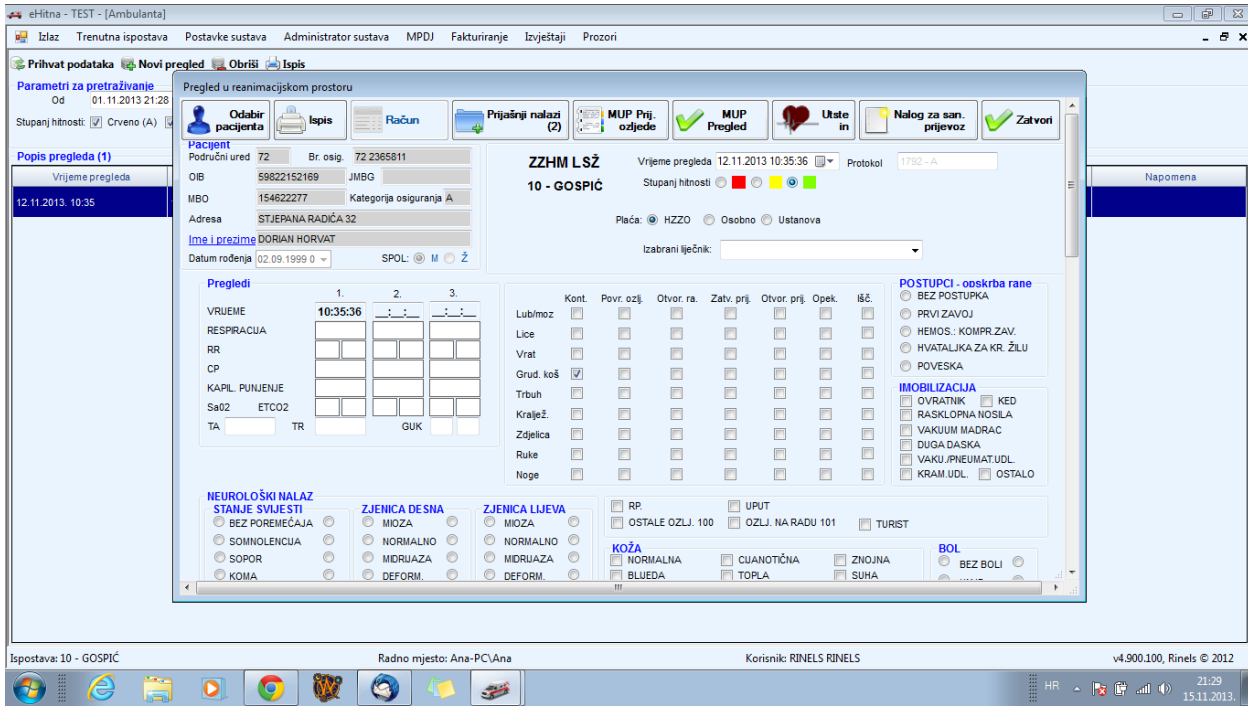 eHitna - TEST - [Ambulanta]
Izlaz Trenutna ispostava Postavke sustava Administrator sustava MPDJ Fakturiranje Izvještaji Prozori
Prihvat podataka Novi pregled Obriši Ispis
Parametri za pretraživanje
Od 01.11.2013 21:28
Stupanj hitnosti: Crveno (A)
Popis pregleda (1)
Vrijeme pregleda
Napomena
12.11.2013. 10:35
Pregled u reanimacijskom prostoru
Odabir pacijenta Ispis Račun Prijašnji nalazi (2) MUP Prij. ozljede MUP Pregled Utstein Nalog za san. prijevoz Zatvori
Pacijent
Područni ured 72 Br. osig. 72 2365811
OIB 59822152169 JMBG
MBO 154622277 Kategorija osiguranja A
Adresa STJEPANA RADIĆA 32
Ime i prezime DORIAN HORVAT
Datum rođenja 02.09.1999 0 SPOL: M Ž
ZZHM LSŽ
10 - GOSPIĆ
Vrijeme pregleda 12.11.2013 10:35:36 Protokol 1792 - A
Stupanj hitnosti
Plaća: HZZO Osobno Ustanova
Izabrani liječnik:
Pregledi
1. 2. 3.
VRIJEME 10:35:36 __:__:__ __:__:__
RESPIRACIJA
RR
CP
KAPIL. PUNJENJE
Sa02 ETCO2
TA TR GUK
Kont. Povr. ozlj. Otvor. ra. Zatv. prij. Otvor. prij. Opek. Išč.
Lub/moz
Lice
Vrat
Grud. koš
Trbuh
Kraljež.
Zdjelica
Ruke
Noge
POSTUPCI - opskrba rane
BEZ POSTUPKA
PRVI ZAVOJ
HEMOS.: KOMPR.ZAV.
HVATALJKA ZA KR. ŽILU
POVESKA
IMOBILIZACIJA
OVRATNIK KED
RASKLOPNA NOSILA
VAKUUM MADRAC
DUGA DASKA
VAKU./PNEUMAT.UDL.
KRAM.UDL. OSTALO
NEUROLOŠKI NALAZ
STANJE SVIJESTI
BEZ POREMEĆAJA
SOMNOLENCIJA
SOPOR
KOMA
ZJENICA DESNA
MIOZA
NORMALNO
MIDRIJAZA
DEFORM.
ZJENICA LIJEVA
MIOZA
NORMALNO
MIDRIJAZA
DEFORM.
RP. UPUT
OSTALE OZLJ. 100 OZLJ. NA RADU 101 TURIST
KOŽA
NORMALNA CIJANOTIČNA ZNOJNA
BLIJEDA TOPLA SUHA
BOL
BEZ BOLI
Ispostava: 10 - GOSPIĆ Radno mjesto: Ana-PC\Ana Korisnik: RINELS RINELS v4.900.100, Rinels © 2012
HR 21:29
15.11.2013.